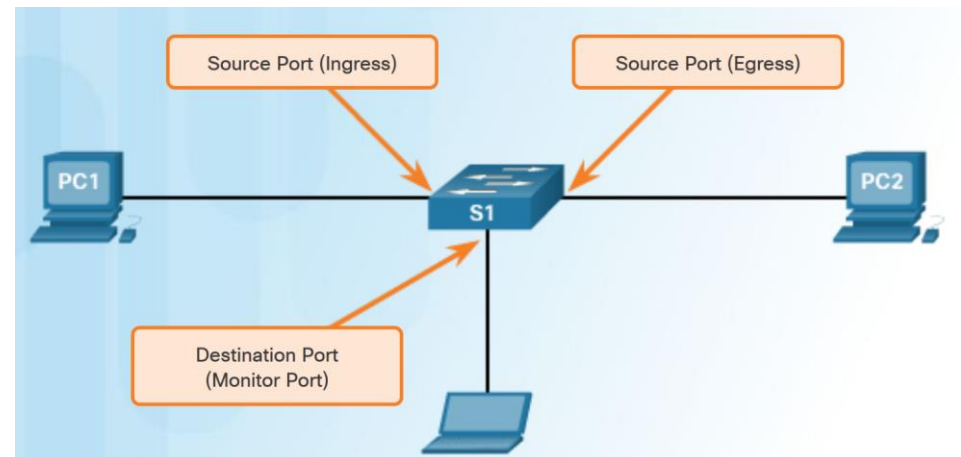 Source Port (Ingress)
Source Port (Egress)
PC1
PC2
S1
Destination Port
(Monitor Port)